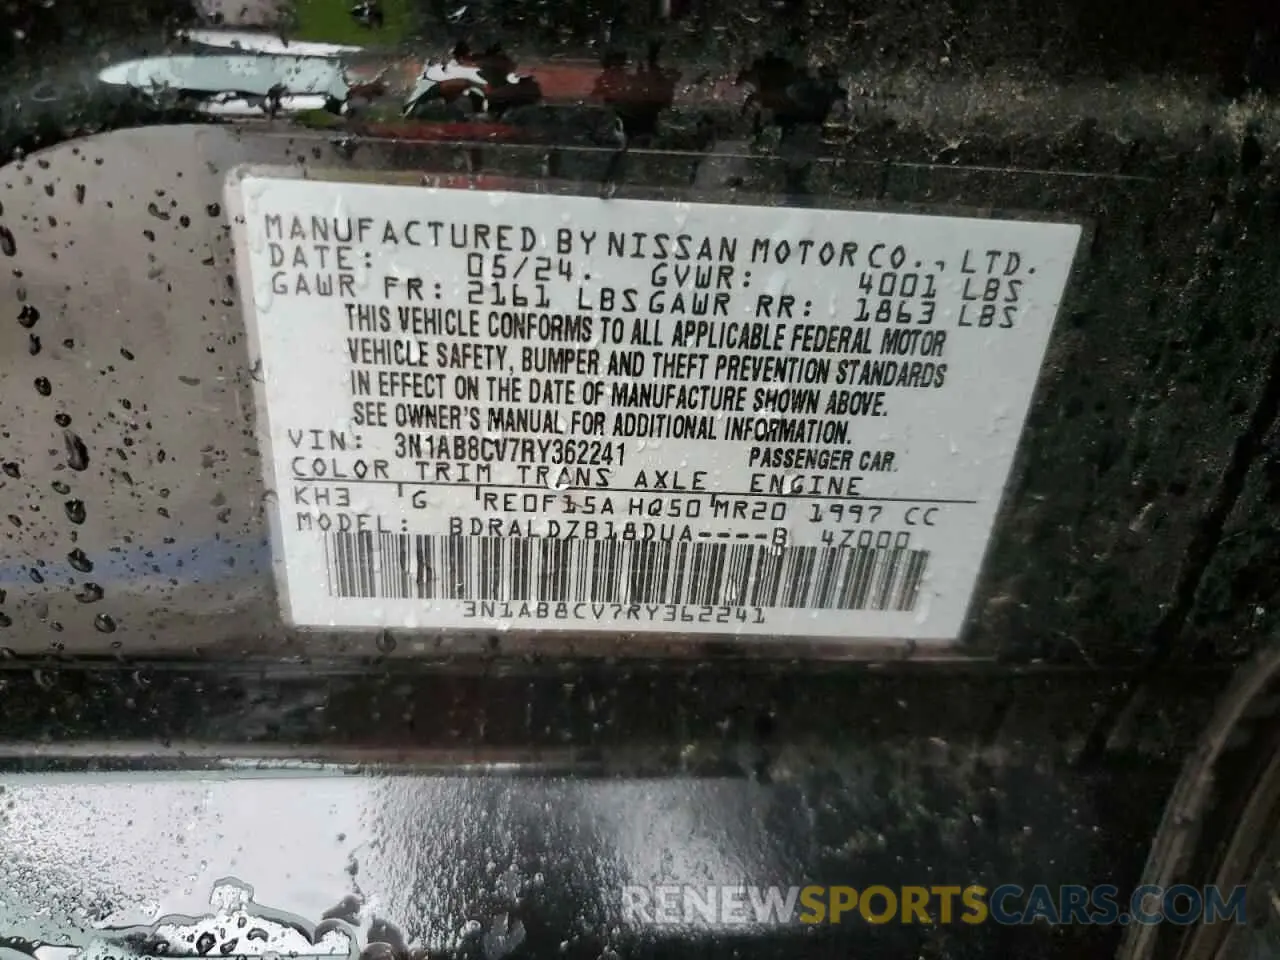 MANUFACTURED BY NISSAN MOTOR CO., LTD.
DATE: 05/24. GVWR: 4001 LBS
GAWR FR: 2161 LBS GAWR RR: 1863 LBS
THIS VEHICLE CONFORMS TO ALL APPLICABLE FEDERAL MOTOR
VEHICLE SAFETY, BUMPER AND THEFT PREVENTION STANDARDS
IN EFFECT ON THE DATE OF MANUFACTURE SHOWN ABOVE.
SEE OWNER'S MANUAL FOR ADDITIONAL INFORMATION.
VIN: 3N1AB8CV7RY362241 PASSENGER CAR.
COLOR TRIM TRANS AXLE ENGINE
KH3 G RE0F15A HQ50 MR20 1997 CC
MODEL: BDRALDZB18DUA----B 4Z000
3N1AB8CV7RY362241
RENEWSPORTSCARS.COM